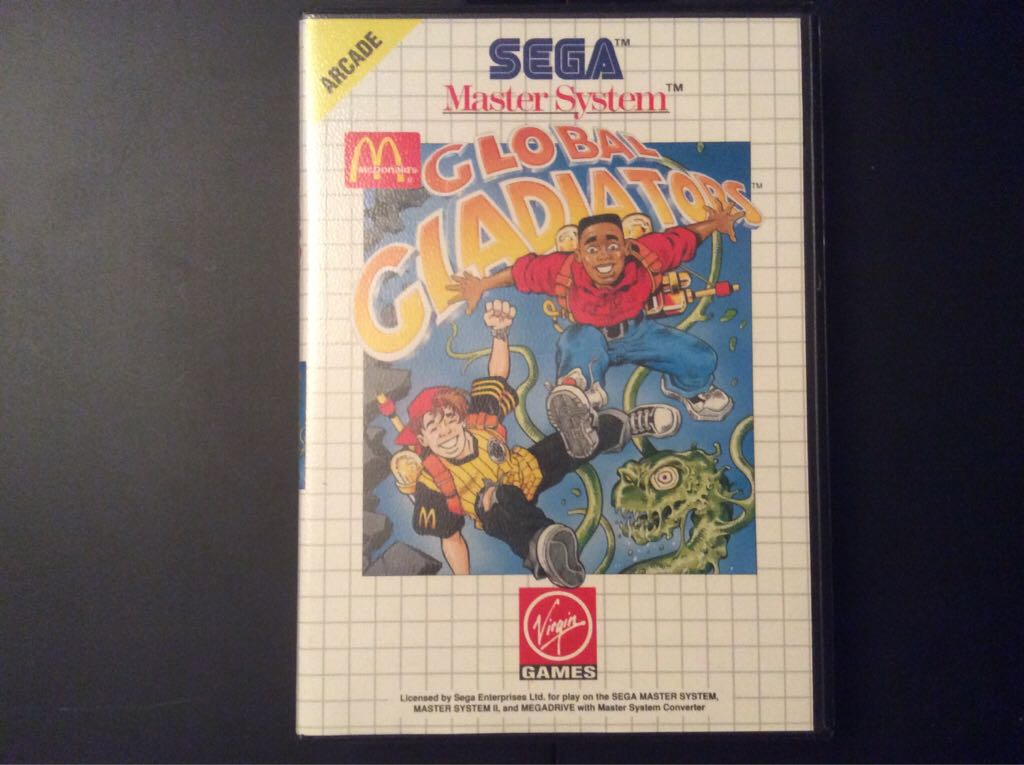 ARCADE
SEGA™
Master System™
McDonald's®
GLOBAL
GLADIATORS™
M
Virgin
GAMES
Licensed by Sega Enterprises Ltd. for play on the SEGA MASTER SYSTEM,
MASTER SYSTEM II, and MEGADRIVE with Master System Converter